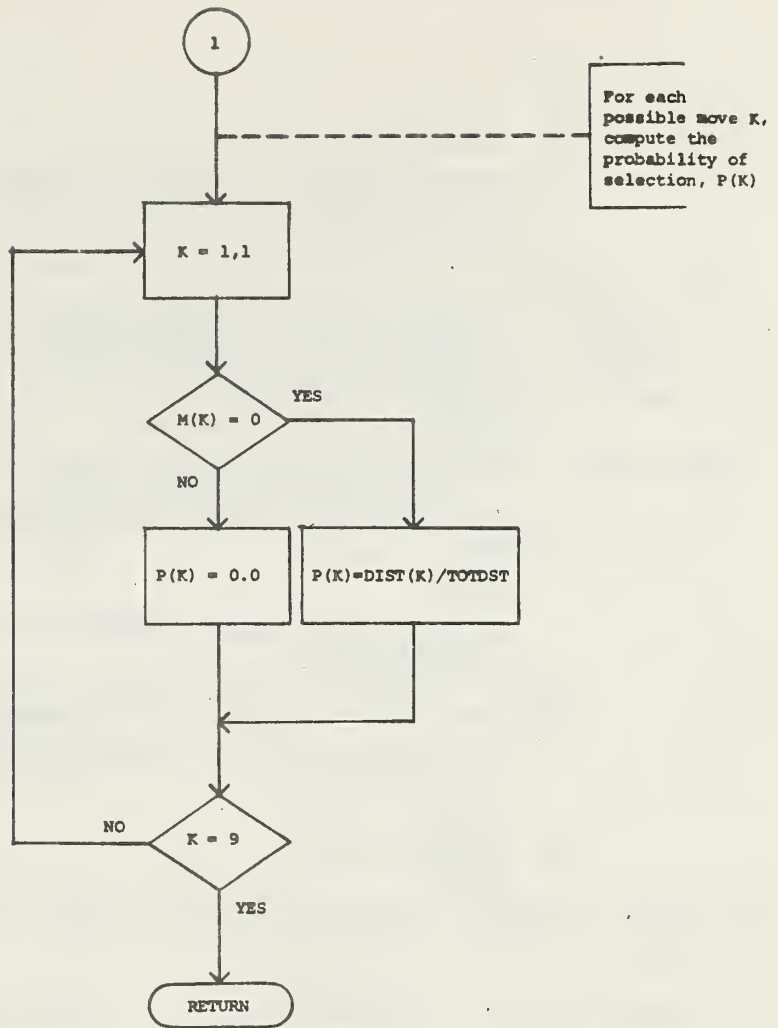 1
For each
possible move K,
compute the
probability of
selection, P(K)
K = 1,1
M(K) = 0
YES
NO
P(K) = 0.0
P(K)=DIST(K)/TOTDST
NO
K = 9
YES
RETURN